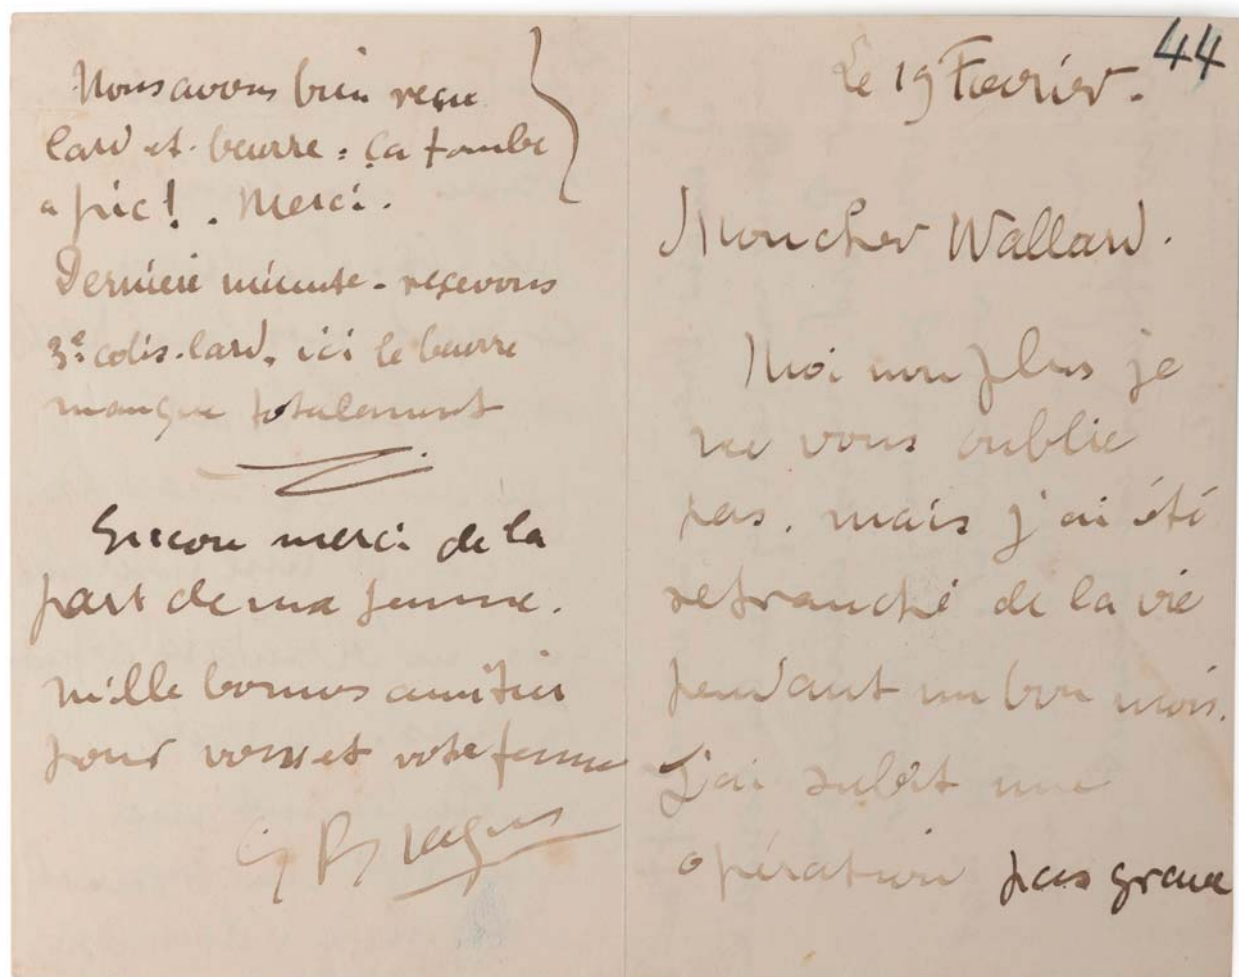 Le 19 Fevrier. 44
Mon cher Wallard.
Moi non plus je
ne vous oublie
pas. mais j'ai été
retranché de la vie
pendant un bon mois.
J'ai subit une
opération pas grave
Nous avons bien reçu
lard et beurre : ça tombe
a pic ! . Merci.
Derniere minute - recevons
3e colis. lard, ici le beurre
manque totalement
Encore merci de la
part de ma femme.
Mille bonnes amitiés
pour vous et votre femme
G Braque